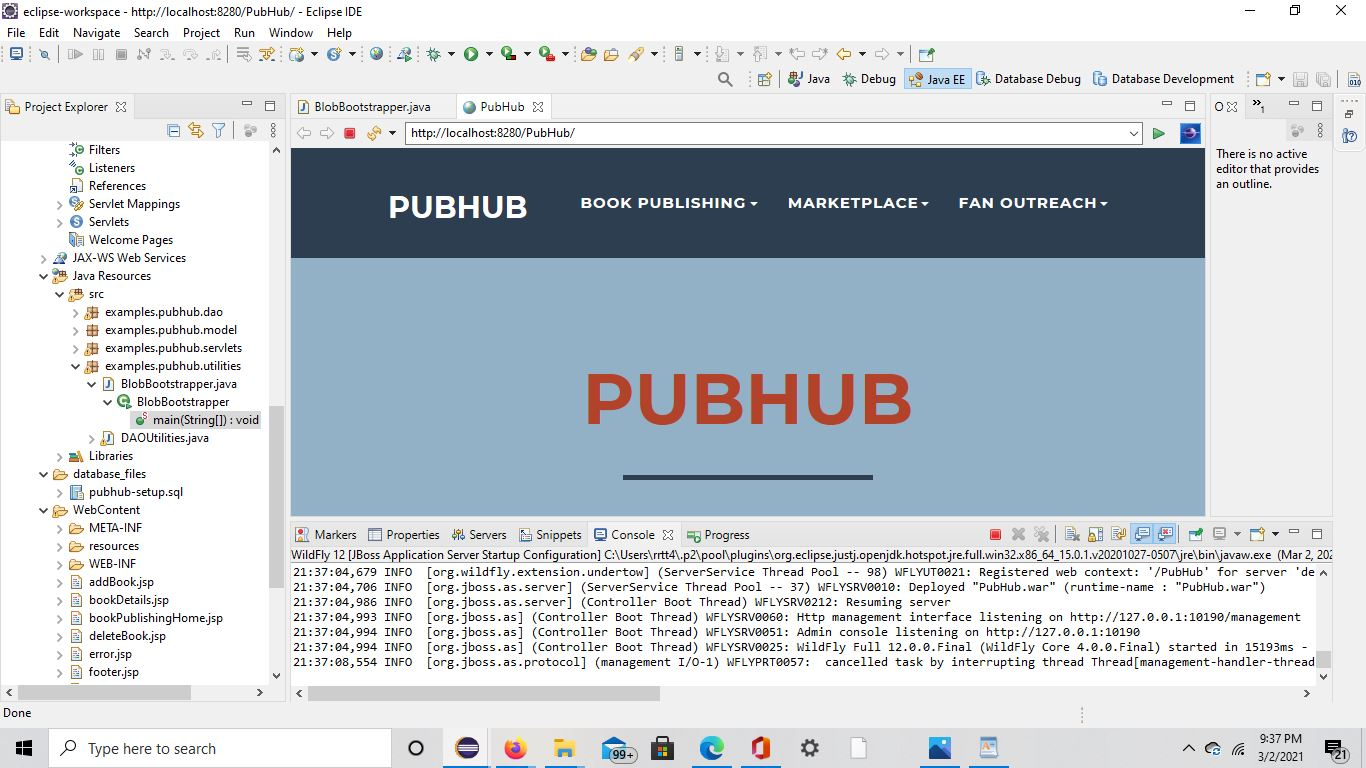 eclipse-workspace - http://localhost:8280/PubHub/ - Eclipse IDE
File Edit Navigate Search Project Run Window Help
Java Debug Java EE Database Debug Database Development
Project Explorer
Filters
Listeners
References
Servlet Mappings
Servlets
Welcome Pages
JAX-WS Web Services
Java Resources
src
examples.pubhub.dao
examples.pubhub.model
examples.pubhub.servlets
examples.pubhub.utilities
BlobBootstrapper.java
BlobBootstrapper
main(String[]) : void
DAOUtilities.java
Libraries
database_files
pubhub-setup.sql
WebContent
META-INF
resources
WEB-INF
addBook.jsp
bookDetails.jsp
bookPublishingHome.jsp
deleteBook.jsp
error.jsp
footer.jsp
BlobBootstrapper.java PubHub
http://localhost:8280/PubHub/
PUBHUB BOOK PUBLISHING MARKETPLACE FAN OUTREACH
PUBHUB
O 1
There is no active
editor that provides
an outline.
Markers Properties Servers Snippets Console Progress
WildFly 12 [JBoss Application Server Startup Configuration] C:\Users\rrtt4\.p2\pool\plugins\org.eclipse.justj.openjdk.hotspot.jre.full.win32.x86_64_15.0.1.v20201027-0507\jre\bin\javaw.exe (Mar 2, 202
21:37:04,679 INFO [org.wildfly.extension.undertow] (ServerService Thread Pool -- 98) WFLYUT0021: Registered web context: '/PubHub' for server 'de
21:37:04,706 INFO [org.jboss.as.server] (ServerService Thread Pool -- 37) WFLYSRV0010: Deployed "PubHub.war" (runtime-name : "PubHub.war")
21:37:04,986 INFO [org.jboss.as.server] (Controller Boot Thread) WFLYSRV0212: Resuming server
21:37:04,993 INFO [org.jboss.as] (Controller Boot Thread) WFLYSRV0060: Http management interface listening on http://127.0.0.1:10190/management
21:37:04,994 INFO [org.jboss.as] (Controller Boot Thread) WFLYSRV0051: Admin console listening on http://127.0.0.1:10190
21:37:04,994 INFO [org.jboss.as] (Controller Boot Thread) WFLYSRV0025: WildFly Full 12.0.0.Final (WildFly Core 4.0.0.Final) started in 15193ms -
21:37:08,554 INFO [org.jboss.as.protocol] (management I/O-1) WFLYPRT0057: cancelled task by interrupting thread Thread[management-handler-thread
Done
Type here to search
99+
9:37 PM
3/2/2021
21